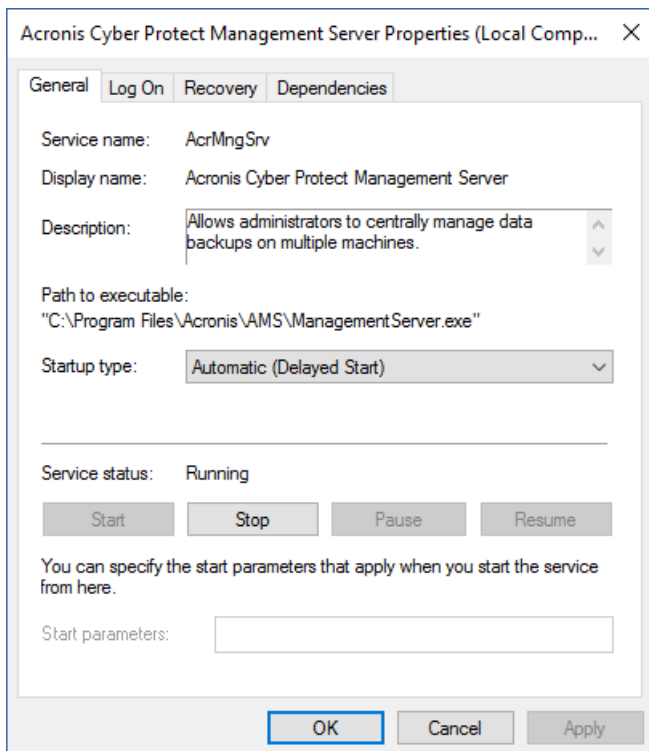 Acronis Cyber Protect Management Server Properties (Local Comp...
General Log On Recovery Dependencies
Service name: AcrMngSrv
Display name: Acronis Cyber Protect Management Server
Description: Allows administrators to centrally manage data
backups on multiple machines.
Path to executable:
"C:\Program Files\Acronis\AMS\ManagementServer.exe"
Startup type: Automatic (Delayed Start)
Service status: Running
Start Stop Pause Resume
You can specify the start parameters that apply when you start the service
from here.
Start parameters:
OK Cancel Apply